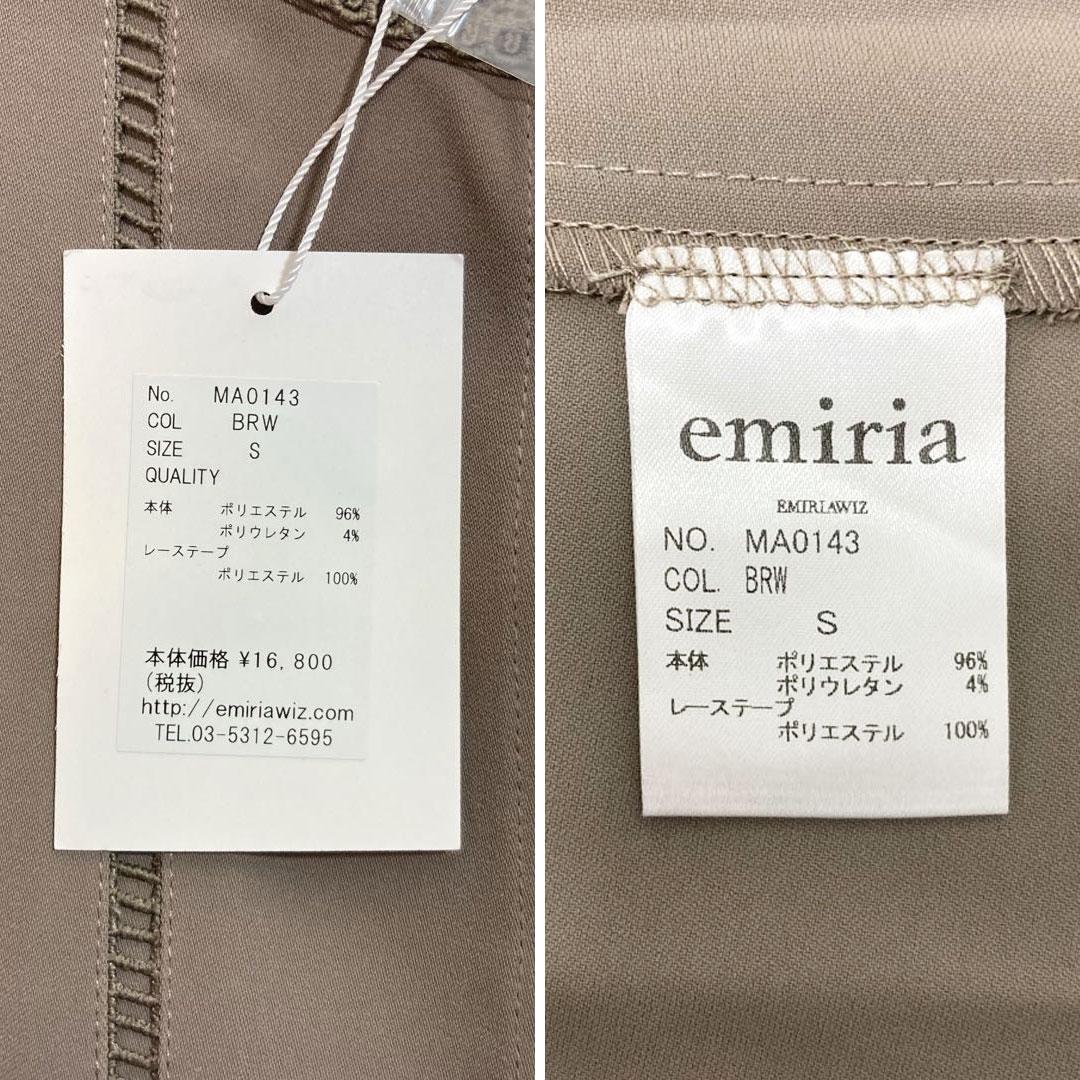 No. MA0143
COL BRW
SIZE S
QUALITY
本体 ポリエステル 96%
ポリウレタン 4%
レーステープ
ポリエステル 100%
本体価格 ¥16,800
(税抜)
http://emiriawiz.com
TEL.03-5312-6595
emiria
EMIRIAWIZ
NO. MA0143
COL. BRW
SIZE S
本体 ポリエステル 96%
ポリウレタン 4%
レーステープ
ポリエステル 100%